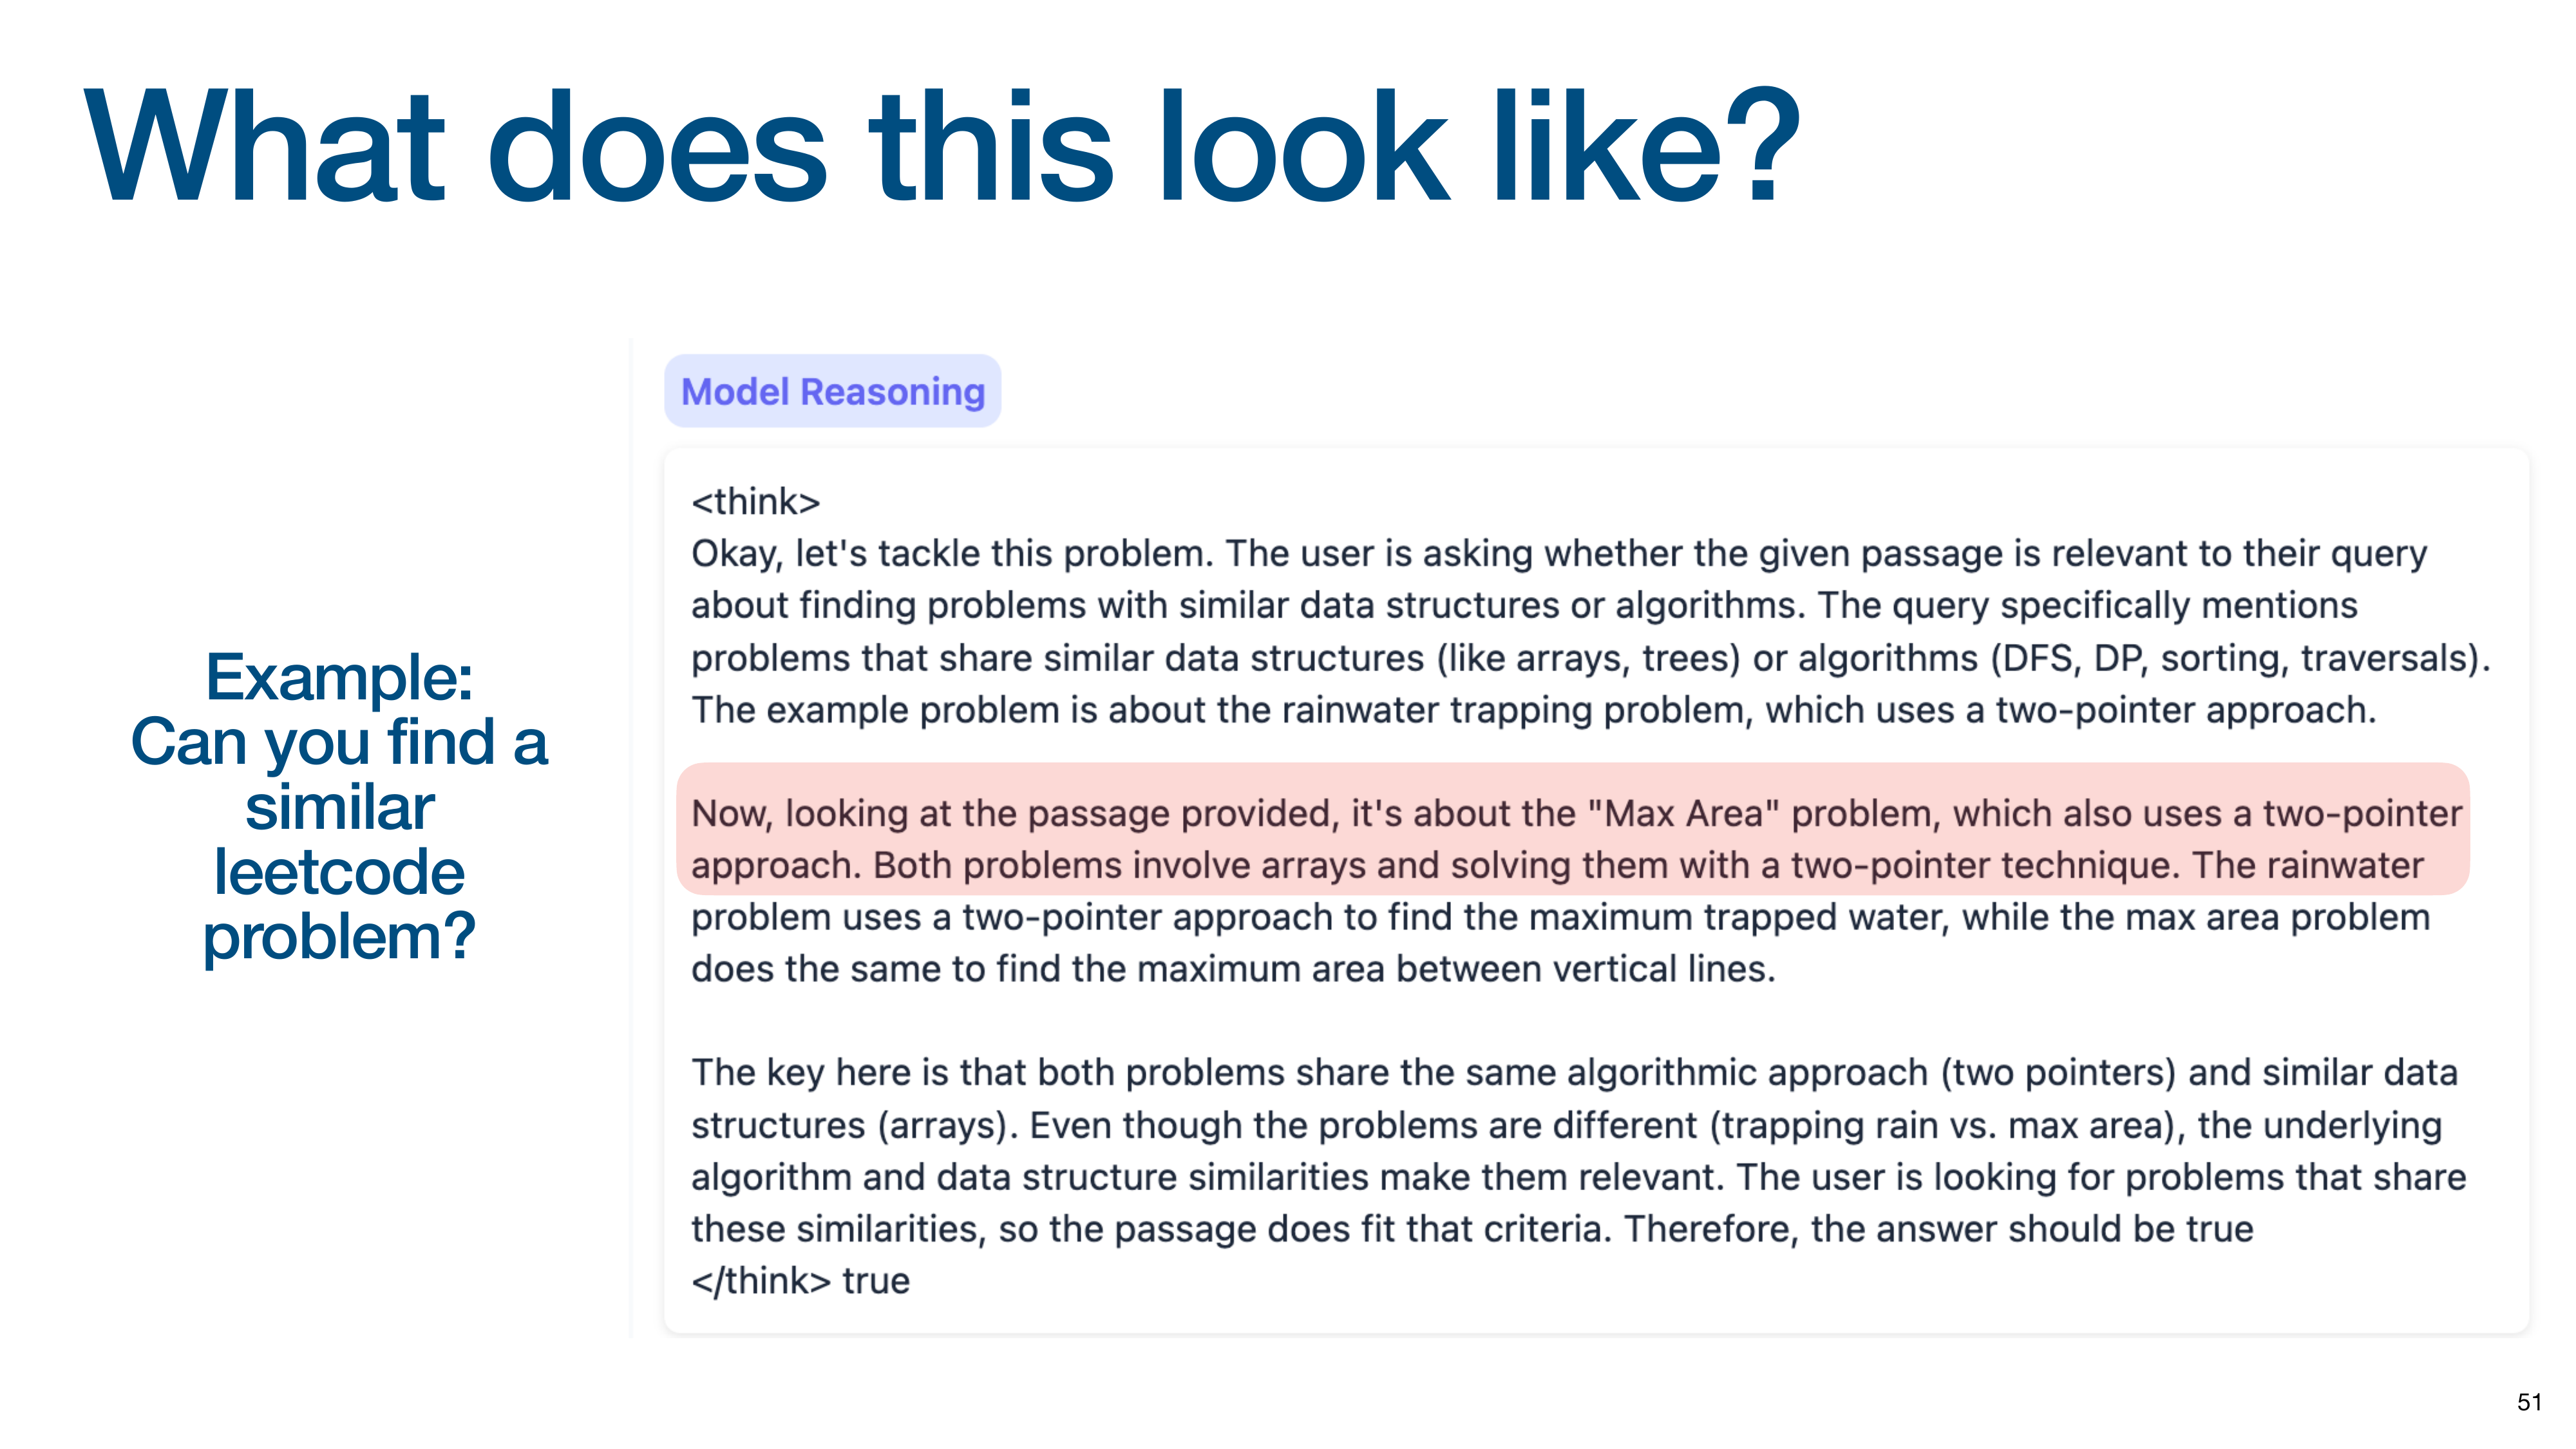 What does this look like?
Example:
Can you find a
similar
leetcode
problem?
Model Reasoning
<think>
Okay, let's tackle this problem. The user is asking whether the given passage is relevant to their query
about finding problems with similar data structures or algorithms. The query specifically mentions
problems that share similar data structures (like arrays, trees) or algorithms (DFS, DP, sorting, traversals).
The example problem is about the rainwater trapping problem, which uses a two-pointer approach.
Now, looking at the passage provided, it's about the "Max Area" problem, which also uses a two-pointer
approach. Both problems involve arrays and solving them with a two-pointer technique. The rainwater
problem uses a two-pointer approach to find the maximum trapped water, while the max area problem
does the same to find the maximum area between vertical lines.
The key here is that both problems share the same algorithmic approach (two pointers) and similar data
structures (arrays). Even though the problems are different (trapping rain vs. max area), the underlying
algorithm and data structure similarities make them relevant. The user is looking for problems that share
these similarities, so the passage does fit that criteria. Therefore, the answer should be true
</think> true
51